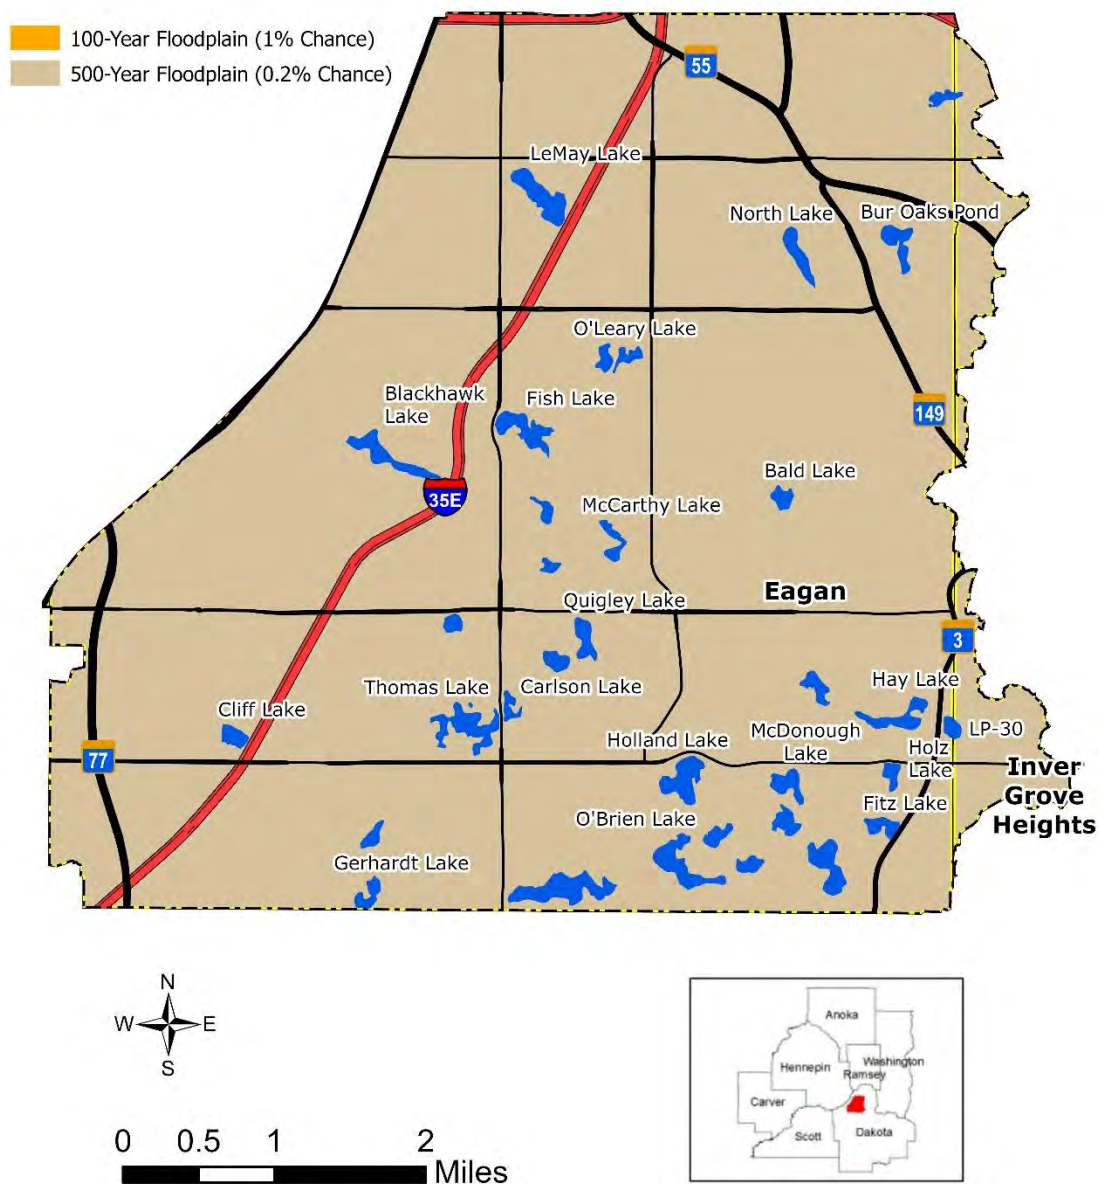 100-Year Floodplain (1% Chance)
500-Year Floodplain (0.2% Chance)
55
LeMay Lake
North Lake
Bur Oaks Pond
O'Leary Lake
Blackhawk
Lake
Fish Lake
149
Bald Lake
35E
McCarthy Lake
Eagan
Quigley Lake
3
Hay Lake
Thomas Lake
Carlson Lake
Cliff Lake
LP-30
McDonough
Lake
Holland Lake
77
Holz
Lake
Inver
Grove
Heights
Fitz Lake
O'Brien Lake
Gerhardt Lake
N
W
E
S
Anoka
Hennepin
Washington
Ramsey
Carver
Scott
Dakota
0 0.5 1 2
Miles